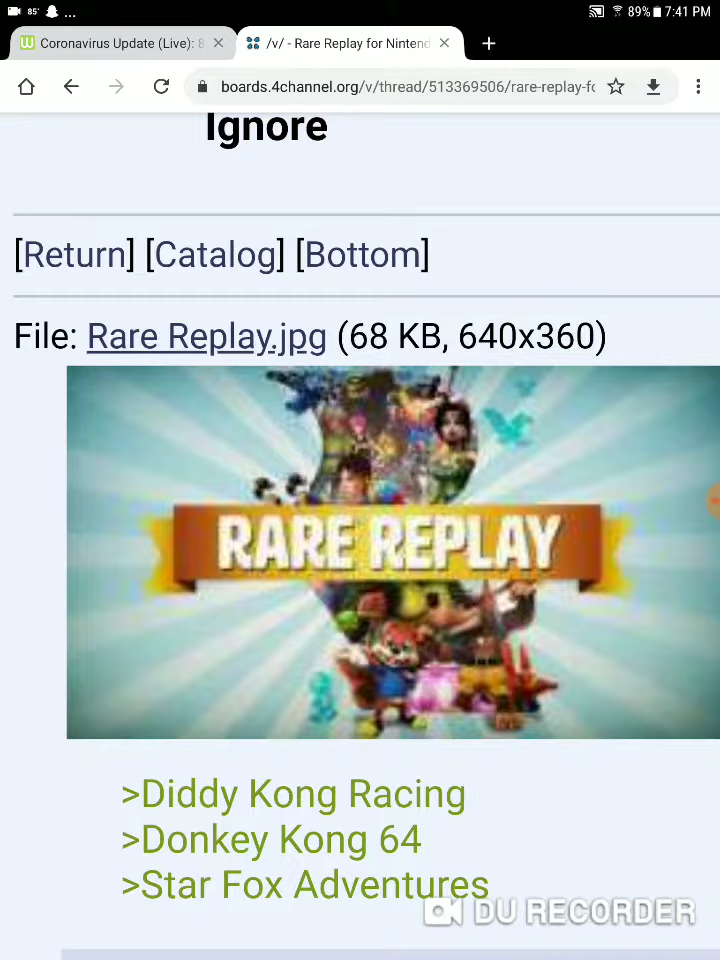 85° ...
89% 7:41 PM
Coronavirus Update (Live): 8
/v/ - Rare Replay for Nintend
boards.4channel.org/v/thread/513369506/rare-replay-fo
Ignore
[Return] [Catalog] [Bottom]
File: Rare Replay.jpg (68 KB, 640x360)
RARE REPLAY
>Diddy Kong Racing
>Donkey Kong 64
>Star Fox Adventures
DU RECORDER